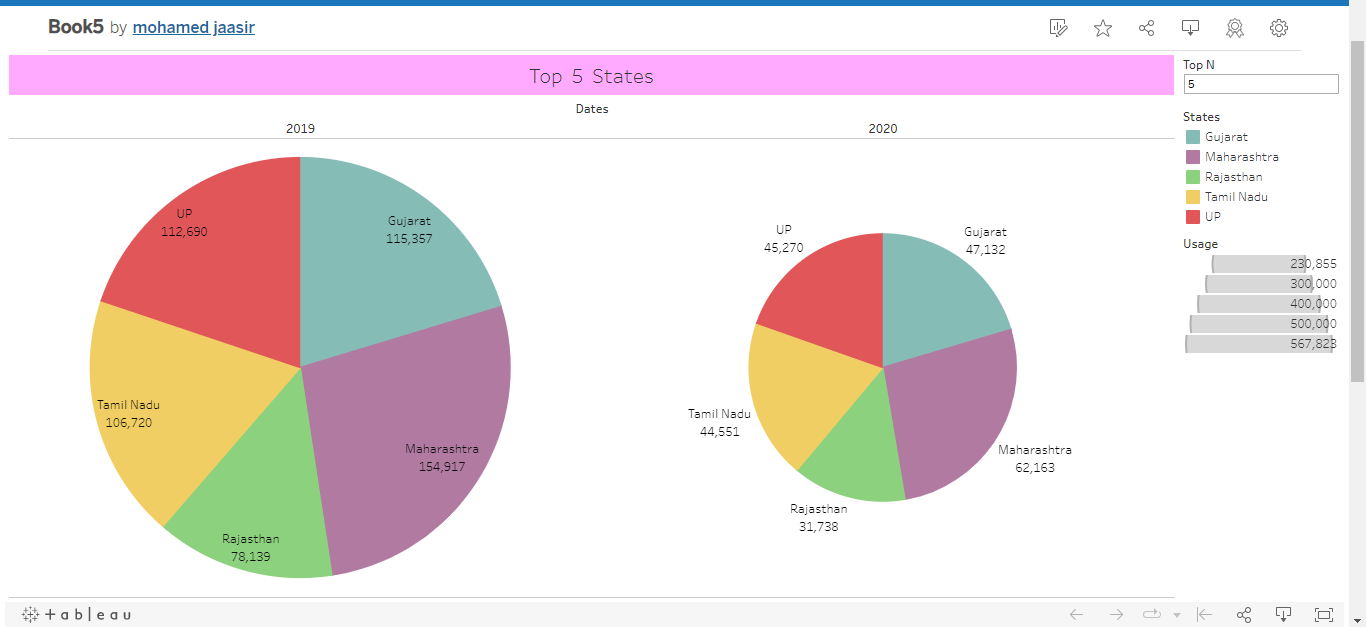 Book5 by mohamed jaasir
Top 5 States
Dates
2019
2020
UP
112,690
Gujarat
115,357
Tamil Nadu
106,720
Maharashtra
154,917
Rajasthan
78,139
UP
45,270
Gujarat
47,132
Tamil Nadu
44,551
Maharashtra
62,163
Rajasthan
31,738
Top N
5
States
Gujarat
Maharashtra
Rajasthan
Tamil Nadu
UP
Usage
230,855
300,000
400,000
500,000
567,823
+ableau